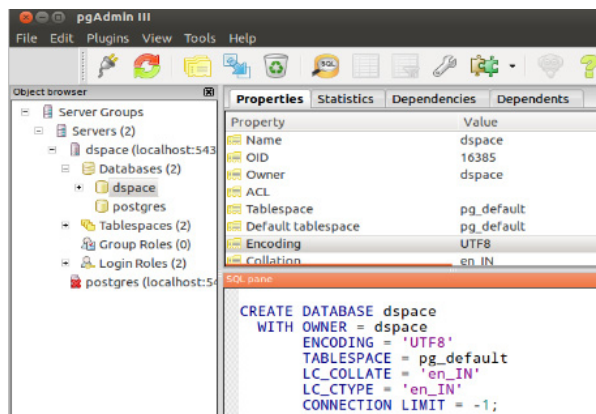 pgAdmin III
File Edit Plugins View Tools Help
SQL
Object browser
Server Groups
Servers (2)
dspace (localhost:543
Databases (2)
dspace
postgres
Tablespaces (2)
Group Roles (0)
Login Roles (2)
postgres (localhost:54
Properties Statistics Dependencies Dependents
Property Value
Name dspace
OID 16385
Owner dspace
ACL
Tablespace pg_default
Default tablespace pg_default
Encoding UTF8
Collation en_IN
SQL pane
CREATE DATABASE dspace
WITH OWNER = dspace
ENCODING = 'UTF8'
TABLESPACE = pg_default
LC_COLLATE = 'en_IN'
LC_CTYPE = 'en_IN'
CONNECTION LIMIT = -1;